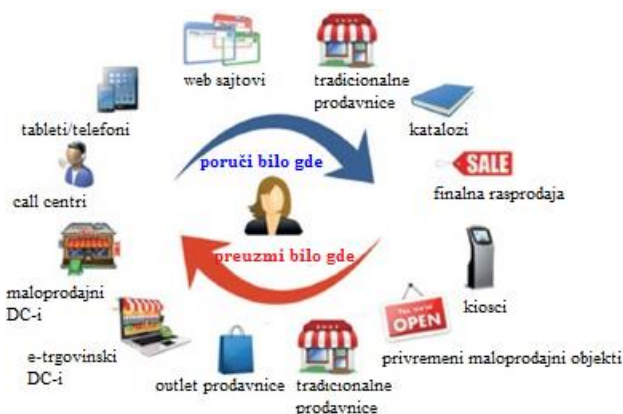 web sajtovi
tradicionalne
prodavnice
tableti/telefoni
katalozi
poruči bilo gde
SALE
finalna rasprodaja
call centri
preuzmi bilo gde
maloprodajni
DC-i
kiosci
OPEN
privremeni maloprodajni objekti
e-trgovinski
DC-i
outlet prodavnice
tradicionalne
prodavnice